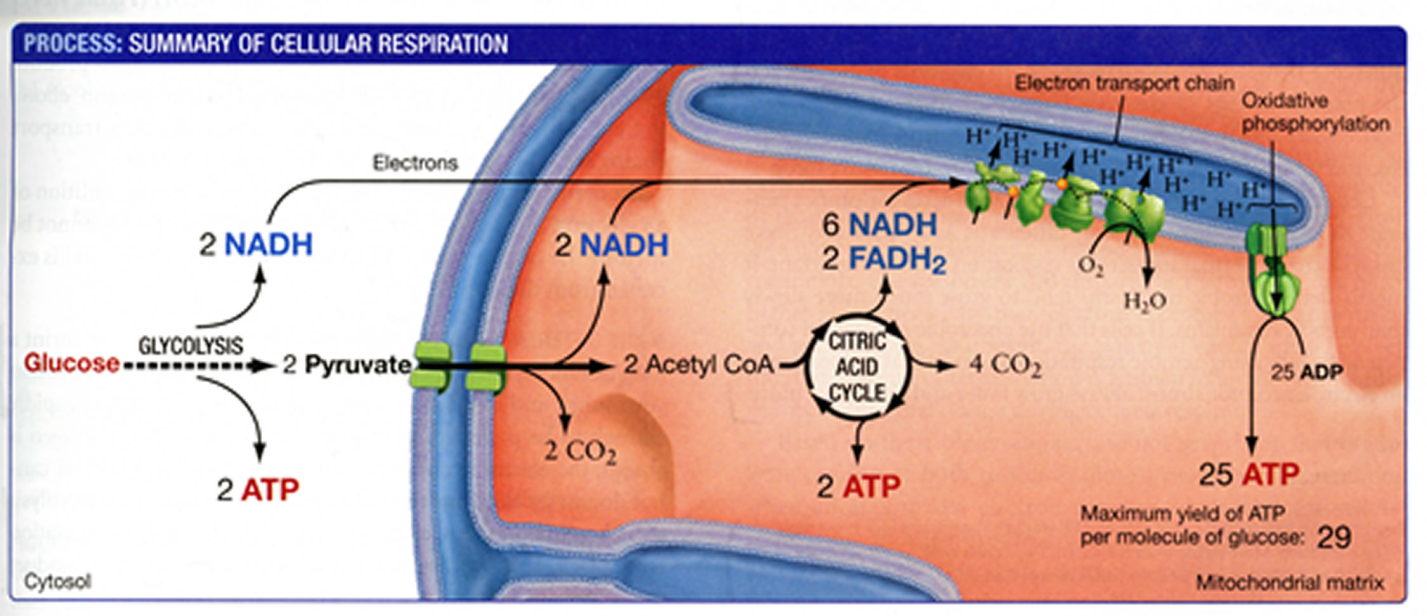 PROCESS: SUMMARY OF CELLULAR RESPIRATION
Electron transport chain
Oxidative
phosphorylation
H⁺ H⁺ H⁺ H⁺ H⁺ H⁺ H⁺ H⁺ H⁺ H⁺ H⁺ H⁺ H⁺
Electrons
2 NADH
2 NADH
6 NADH
2 FADH₂
O₂
H₂O
Glucose
GLYCOLYSIS
2 Pyruvate
2 Acetyl CoA
CITRIC
ACID
CYCLE
4 CO₂
25 ADP
2 CO₂
2 ATP
2 ATP
25 ATP
Maximum yield of ATP
per molecule of glucose: 29
Cytosol
Mitochondrial matrix